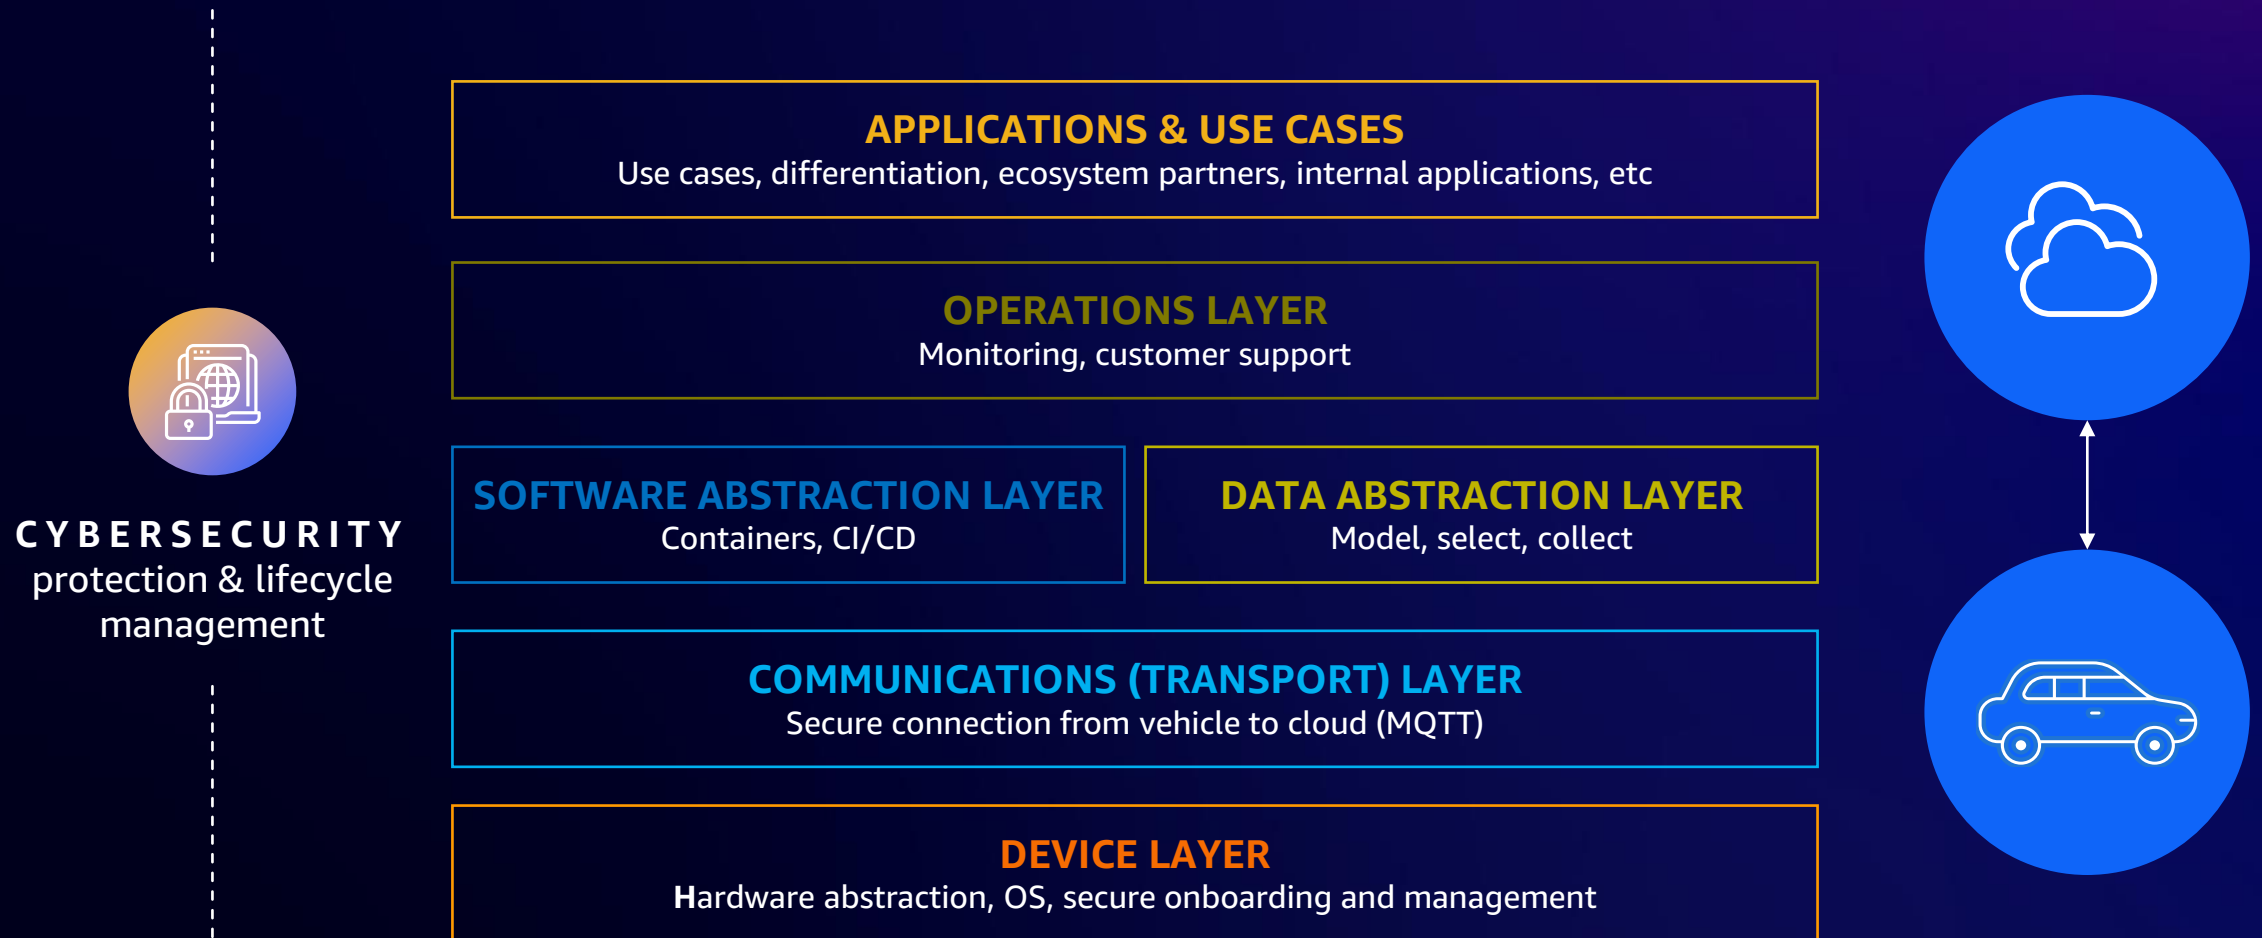 APPLICATIONS & USE CASES
Use cases, differentiation, ecosystem partners, internal applications, etc
OPERATIONS LAYER
Monitoring, customer support
CYBERSECURITY
protection & lifecycle
management
SOFTWARE ABSTRACTION LAYER
Containers, CI/CD
DATA ABSTRACTION LAYER
Model, select, collect
COMMUNICATIONS (TRANSPORT) LAYER
Secure connection from vehicle to cloud (MQTT)
DEVICE LAYER
Hardware abstraction, OS, secure onboarding and management